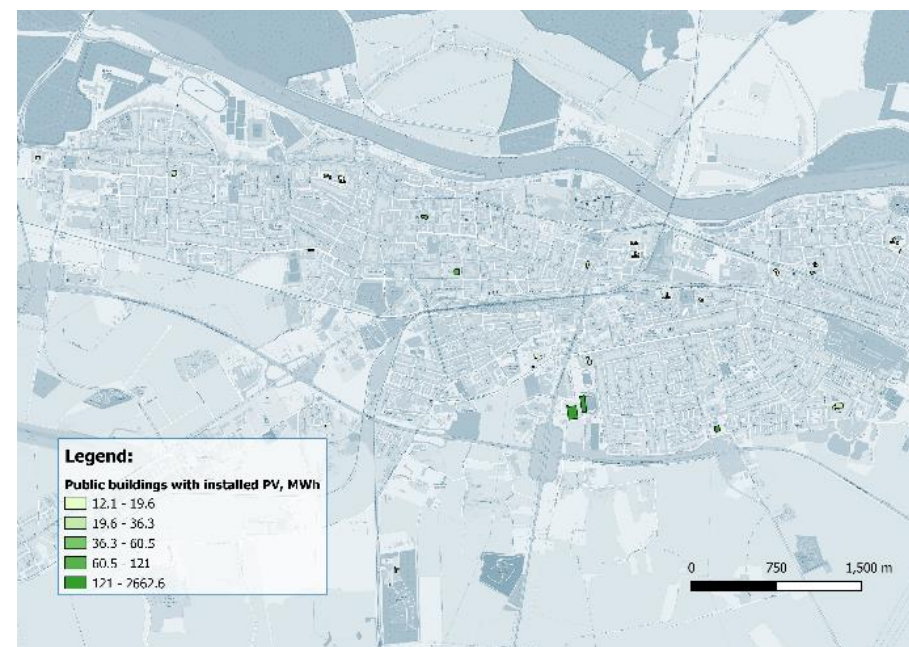 Legend:
Public buildings with installed PV, MWh
12.1 - 19.6
19.6 - 36.3
36.3 - 60.5
60.5 - 121
121 - 2662.6
0 750 1,500 m